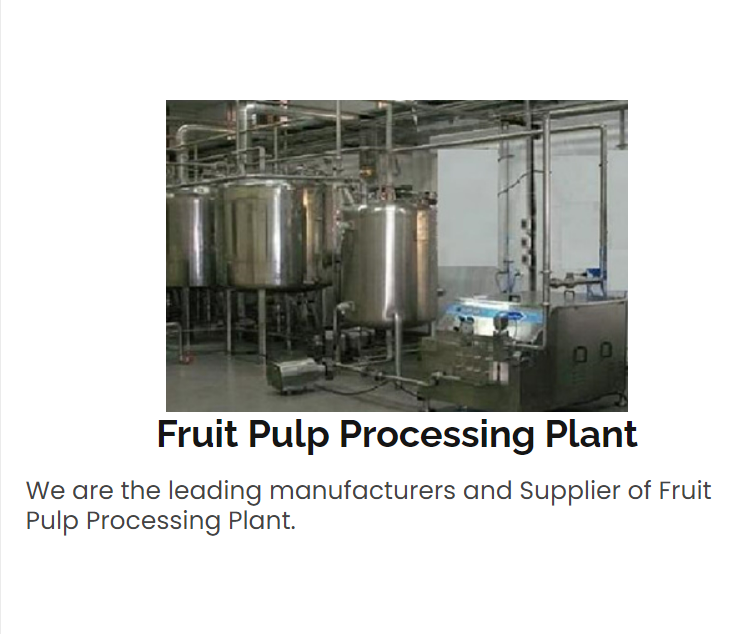 Fruit Pulp Processing Plant
We are the leading manufacturers and Supplier of Fruit
Pulp Processing Plant.